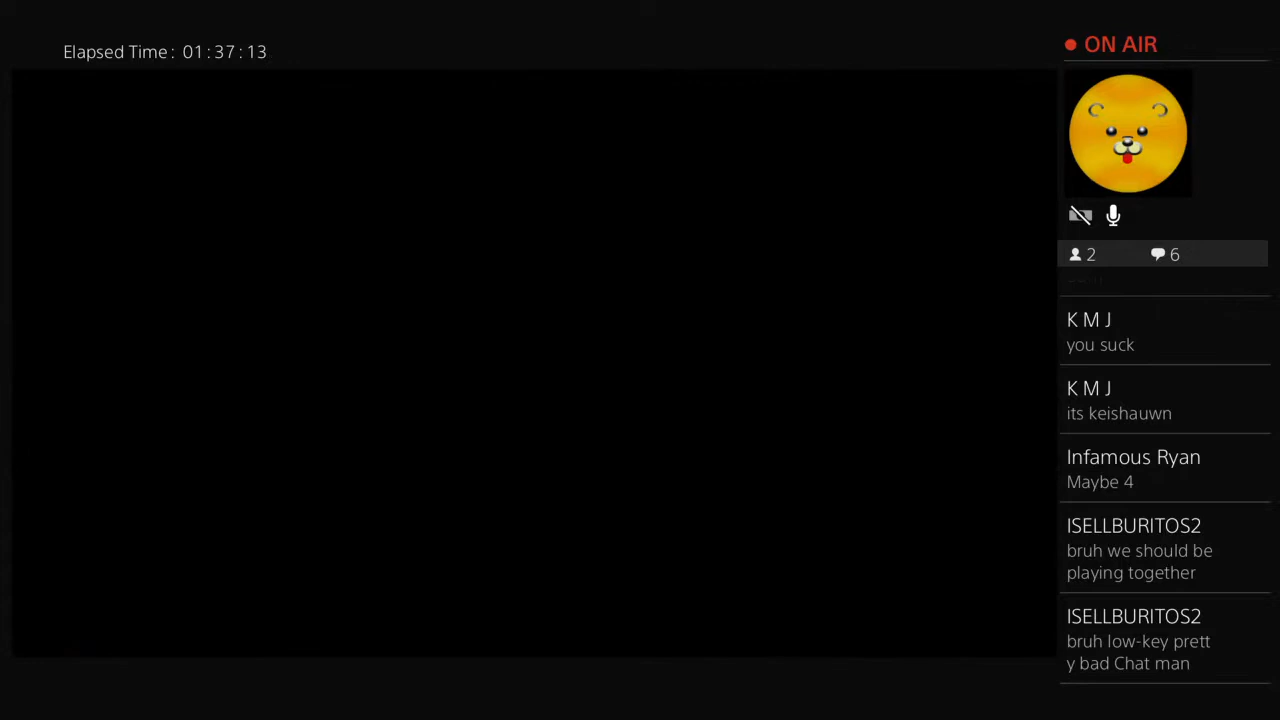 Elapsed Time: 01:37:13
ON AIR
2 6
K M J
you suck
K M J
its keishauwn
Infamous Ryan
Maybe 4
ISELLBURITOS2
bruh we should be
playing together
ISELLBURITOS2
bruh low-key prett
y bad Chat man